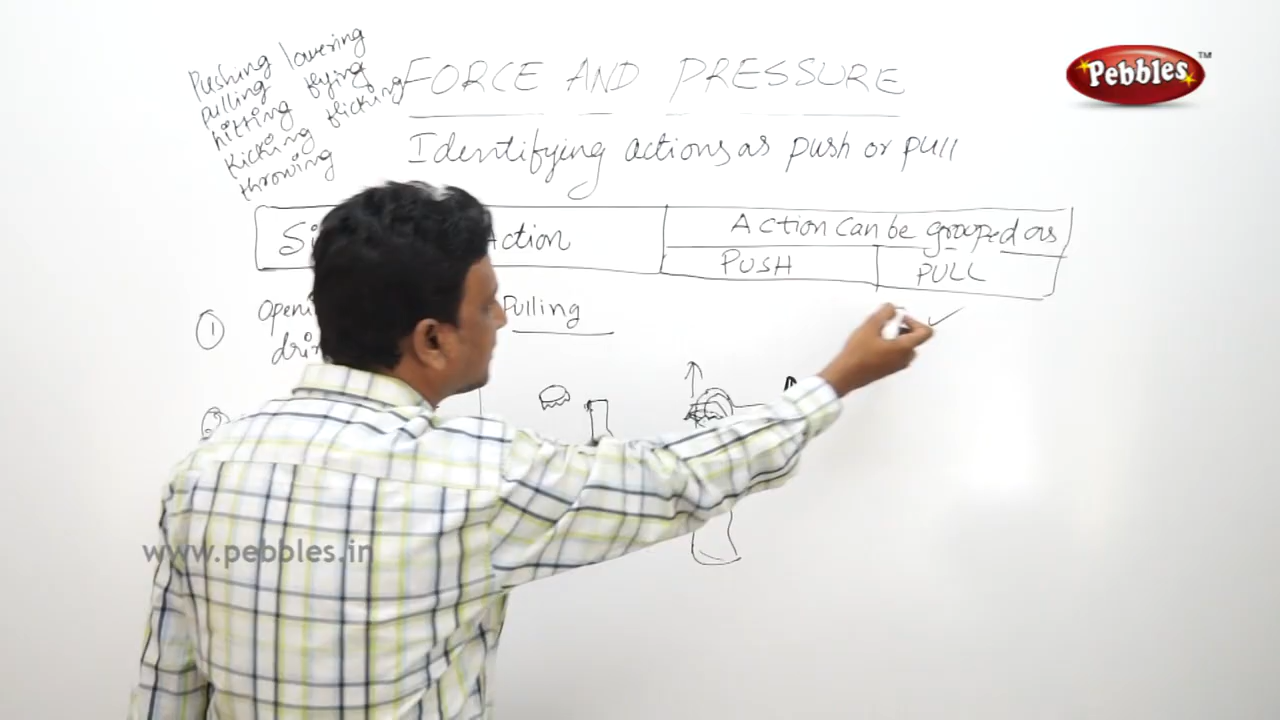 Pushing lowering
pulling flying
hitting flicking
Kicking
throwing
FORCE AND PRESSURE
Identifying actions as push or pull
Action
Action Can be grouped as
PUSH PULL
① Pulling
Pebbles™
www.pebbles.in